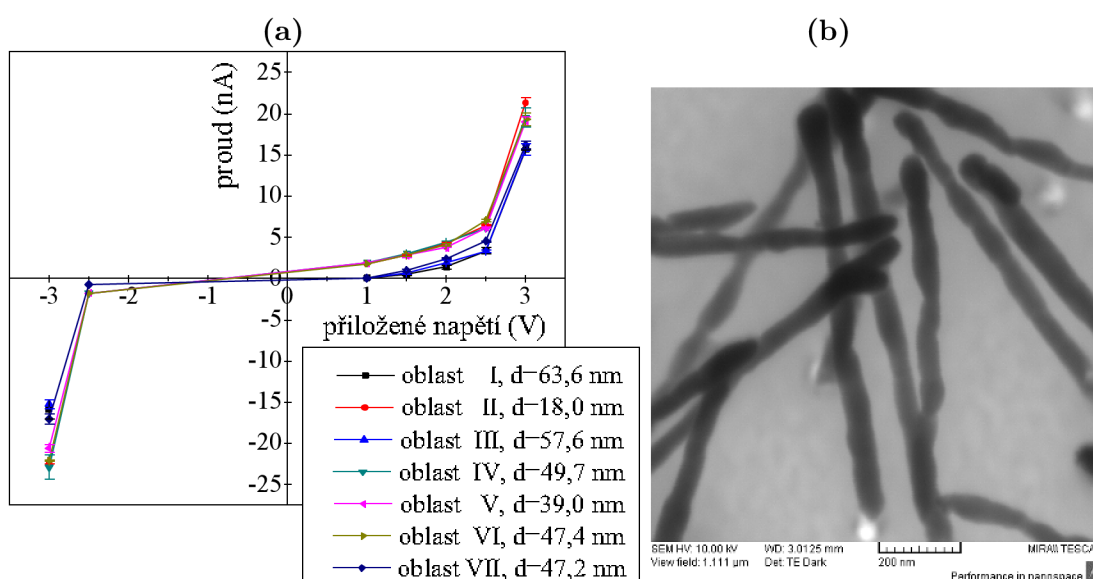 (a)
(b)
proud (nA)
25
20
15
10
5
0
-5
-10
-15
-20
-25
-3 -2 -1 0 1 2 3
přiložené napětí (V)
oblast I, d=63,6 nm
oblast II, d=18,0 nm
oblast III, d=57,6 nm
oblast IV, d=49,7 nm
oblast V, d=39,0 nm
oblast VI, d=47,4 nm
oblast VII, d=47,2 nm
SEM HV: 10.00 kV WD: 3.0125 mm MIRA\\ TESCA
View field: 1.111 µm Det: TE Dark 200 nm
Performance in nanospace